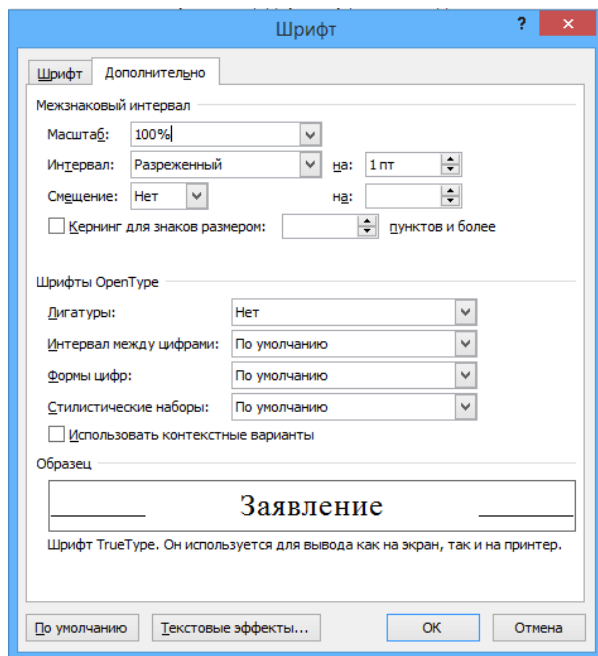 Шрифт ?
Шрифт Дополнительно
Межзнаковый интервал
Масштаб: 100%
Интервал: Разреженный на: 1 пт
Смещение: Нет на:
Кернинг для знаков размером: пунктов и более
Шрифты OpenType
Лигатуры: Нет
Интервал между цифрами: По умолчанию
Формы цифр: По умолчанию
Стилистические наборы: По умолчанию
Использовать контекстные варианты
Образец
Заявление
Шрифт TrueType. Он используется для вывода как на экран, так и на принтер.
По умолчанию Текстовые эффекты... ОК Отмена